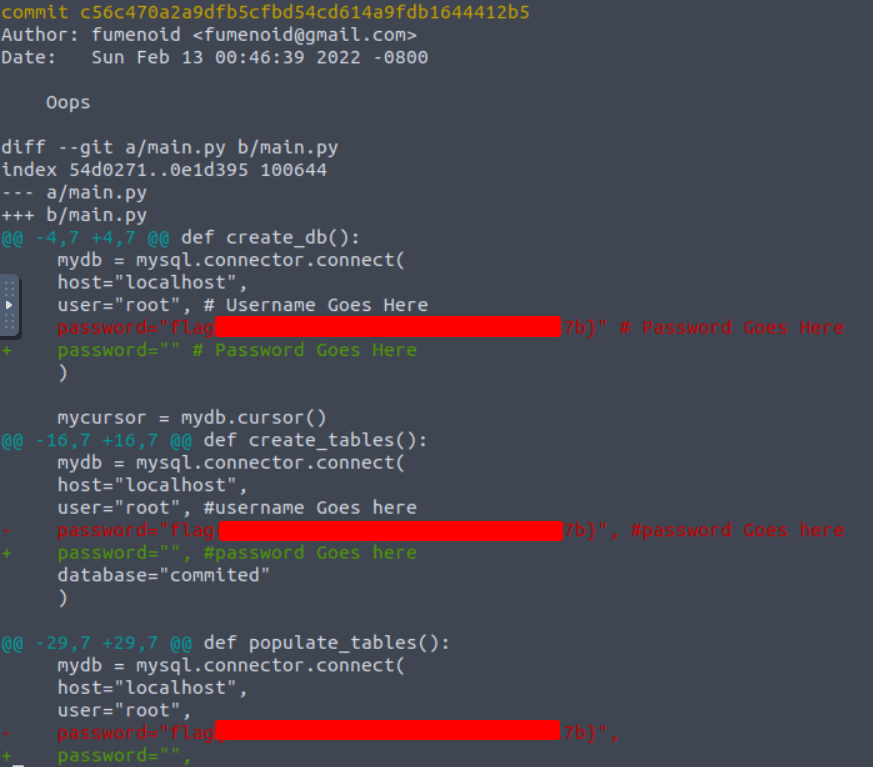 commit c56c470a2a9dfb5cfbd54cd614a9fdb1644412b5
Author: fumenoid <fumenoid@gmail.com>
Date:   Sun Feb 13 00:46:39 2022 -0800
    Oops
diff --git a/main.py b/main.py
index 54d0271..0e1d395 100644
--- a/main.py
+++ b/main.py
@@ -4,7 +4,7 @@ def create_db():
     mydb = mysql.connector.connect(
     host="localhost",
     user="root", # Username Goes Here
     password="flag 7b}" # Password Goes Here
+    password="" # Password Goes Here
     )
     mycursor = mydb.cursor()
@@ -16,7 +16,7 @@ def create_tables():
     mydb = mysql.connector.connect(
     host="localhost",
     user="root", #username Goes here
-    password="flag 7b}", #password Goes here
+    password="", #password Goes here
     database="commited"
     )
@@ -29,7 +29,7 @@ def populate_tables():
     mydb = mysql.connector.connect(
     host="localhost",
     user="root",
-    password="flag 7b}",
+    password="",